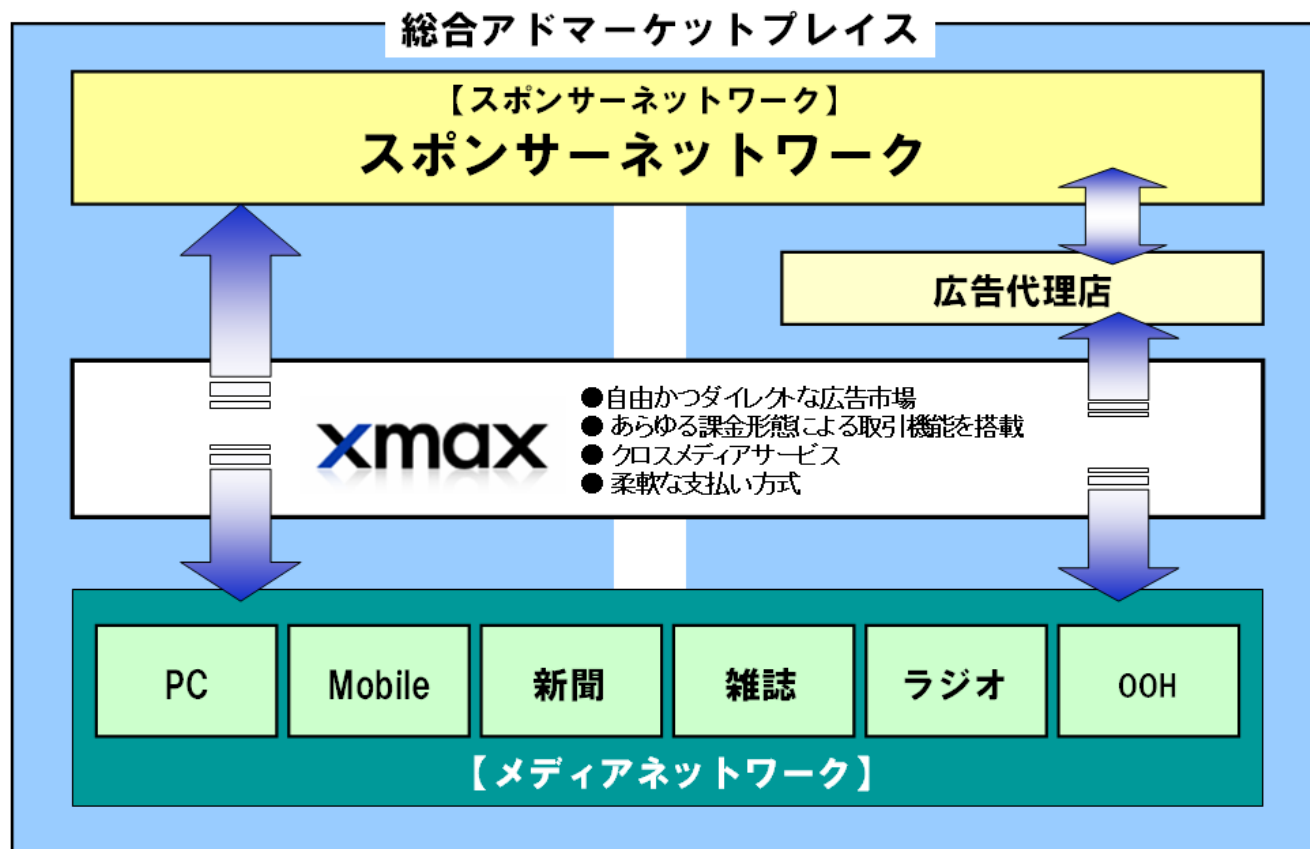 総合アドマーケットプレイス
【スポンサーネットワーク】
スポンサーネットワーク
広告代理店
xmax
●自由かつダイレクトな広告市場
●あらゆる課金形態による取引機能を搭載
●クロスメディアサービス
●柔軟な支払い方式
PC
Mobile
新聞
雑誌
ラジオ
OOH
【メディアネットワーク】